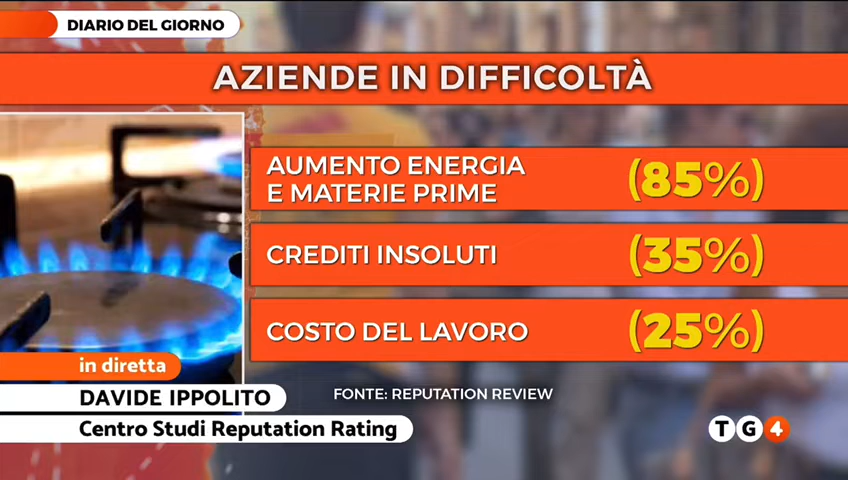 DIARIO DEL GIORNO
AZIENDE IN DIFFICOLTÀ
AUMENTO ENERGIA
E MATERIE PRIME
(85%)
CREDITI INSOLUTI
(35%)
COSTO DEL LAVORO
(25%)
in diretta
DAVIDE IPPOLITO
FONTE: REPUTATION REVIEW
Centro Studi Reputation Rating
TG4